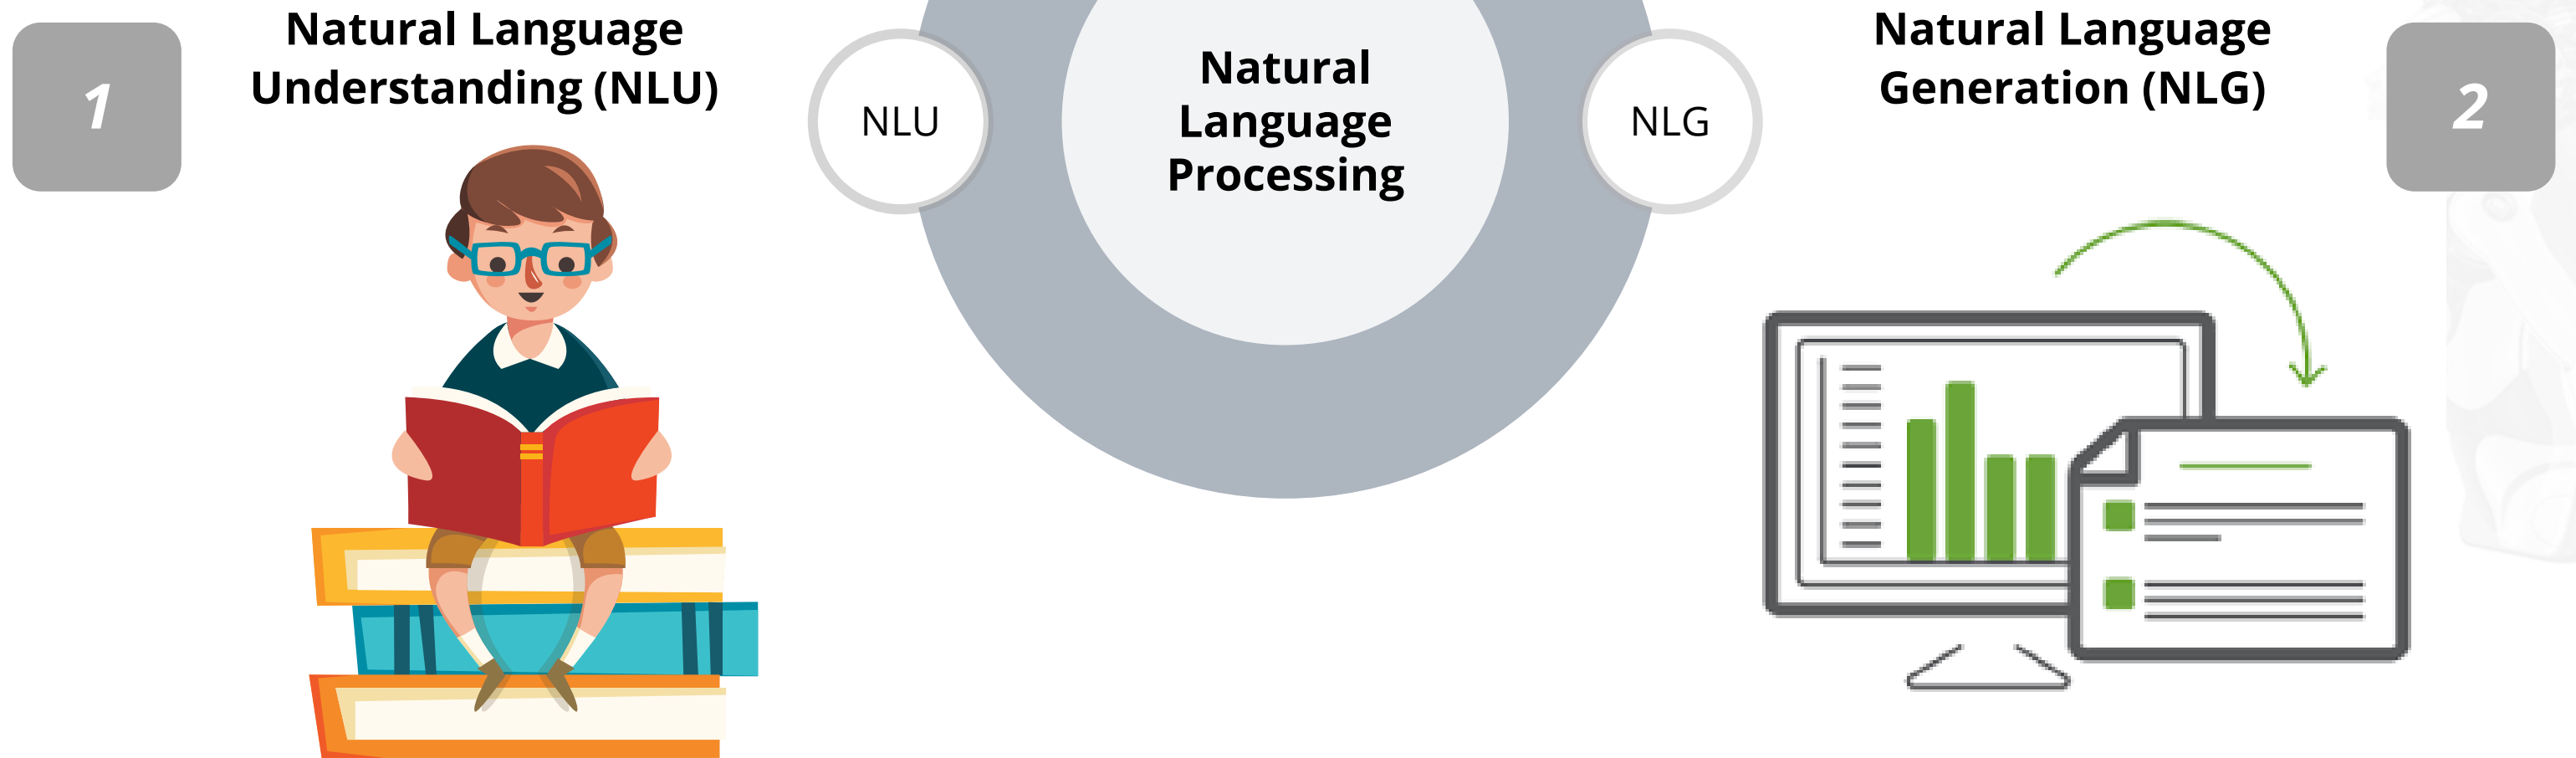 1
Natural Language
Understanding (NLU)
NLU
Natural
Language
Processing
NLG
Natural Language
Generation (NLG)
2